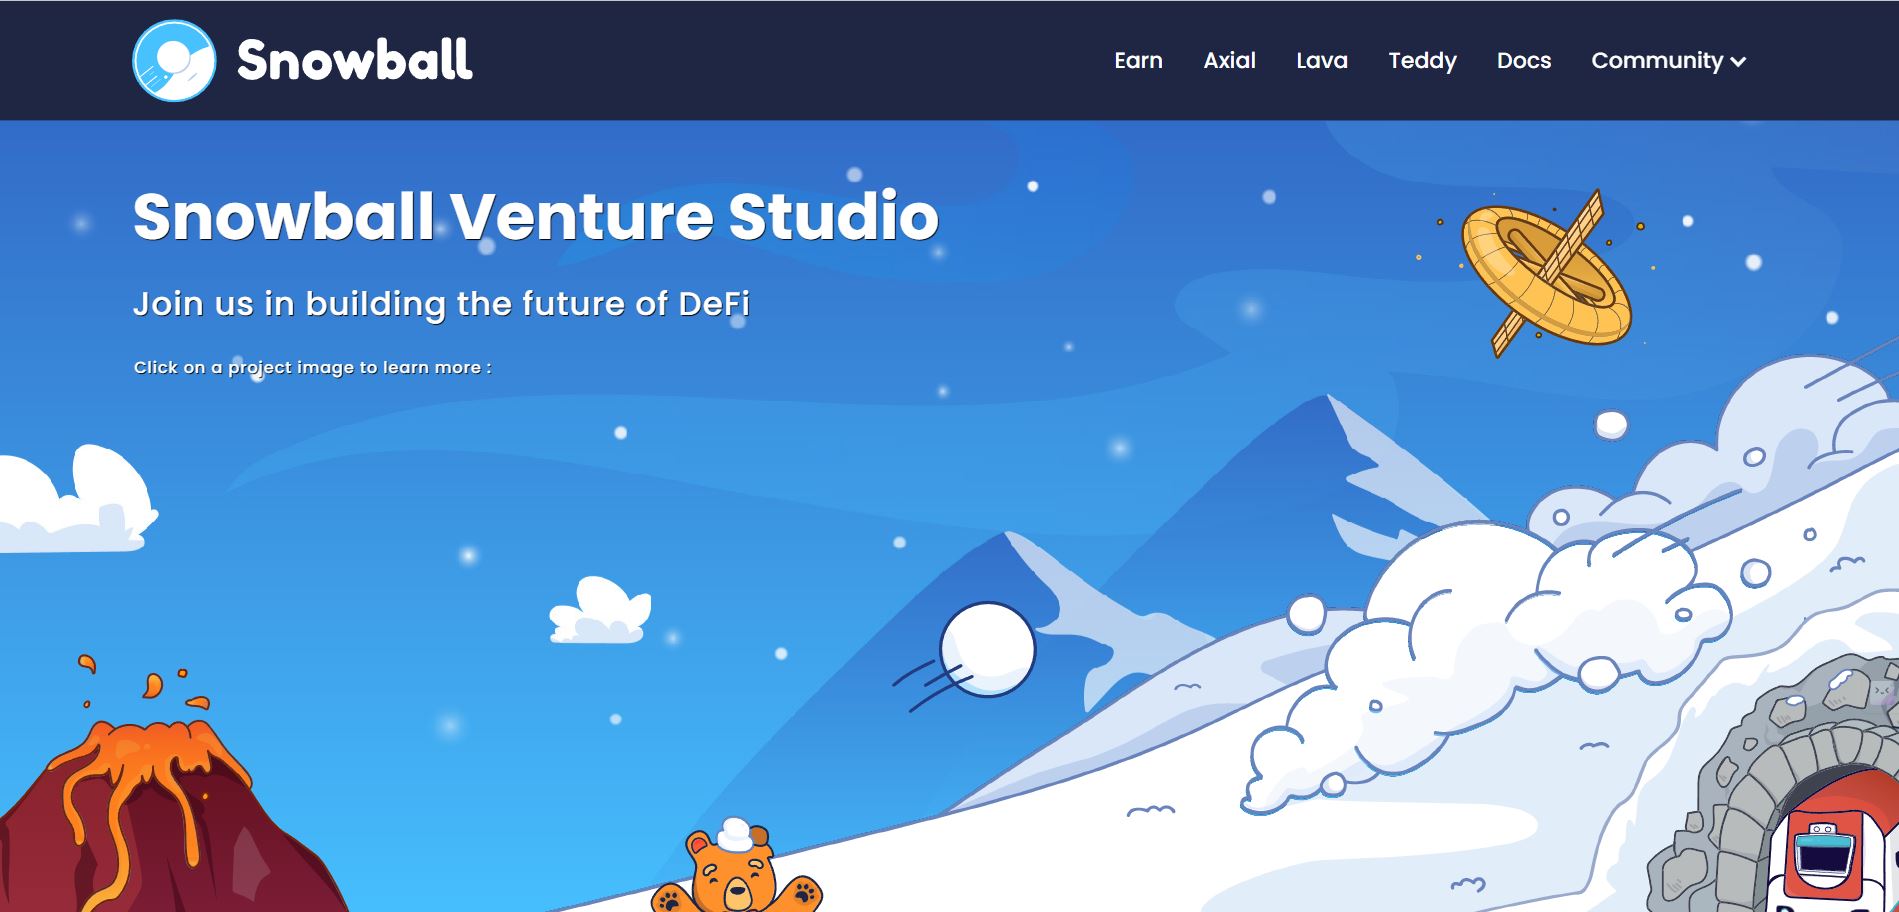 Snowball
Earn Axial Lava Teddy Docs Community
Snowball Venture Studio
Join us in building the future of DeFi
Click on a project image to learn more :